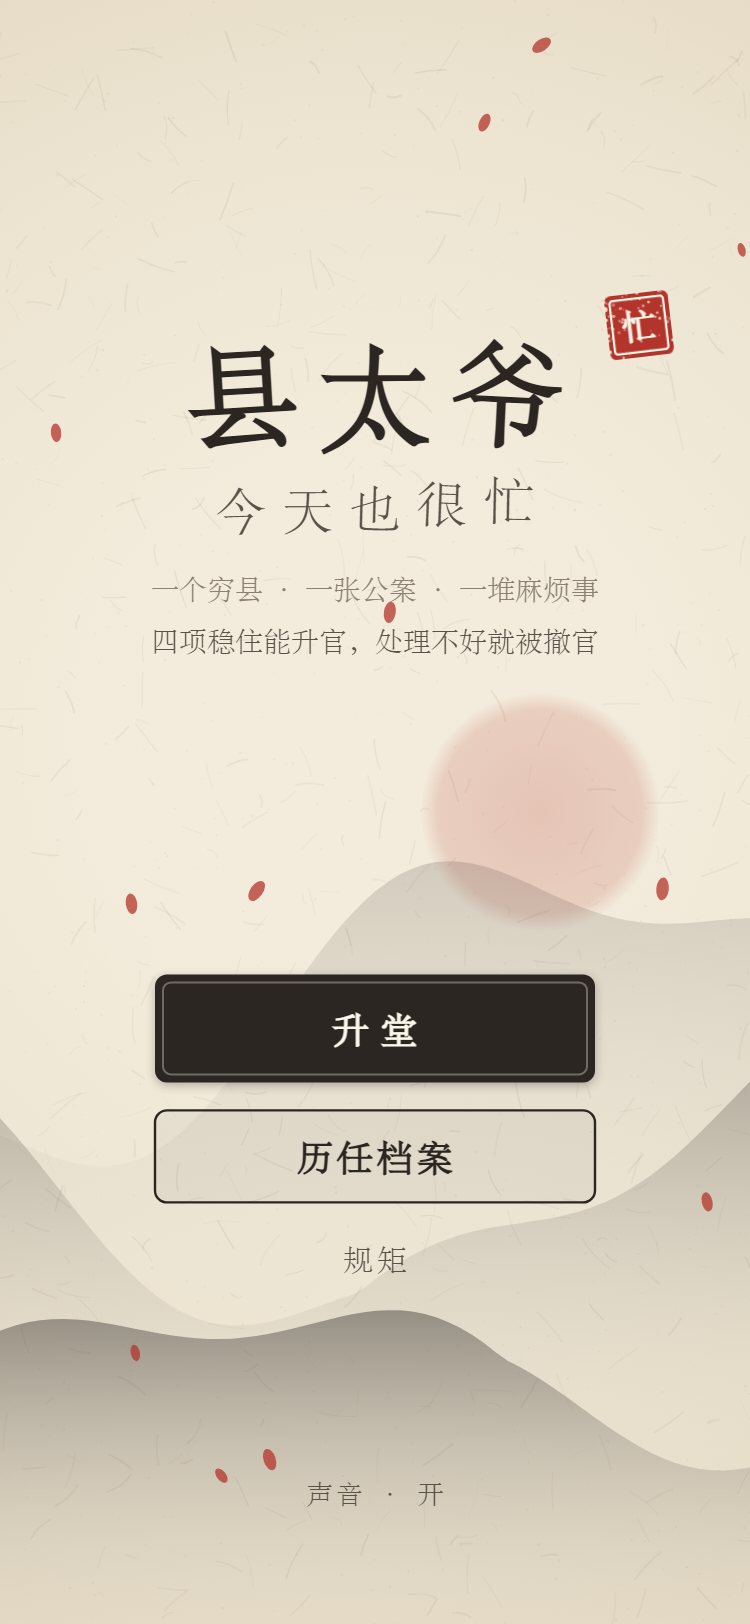 忙
县太爷
今天也很忙
一个穷县 · 一张公案 · 一堆麻烦事
四项稳住能升官，处理不好就被撤官
升堂
历任档案
规矩
声音 · 开